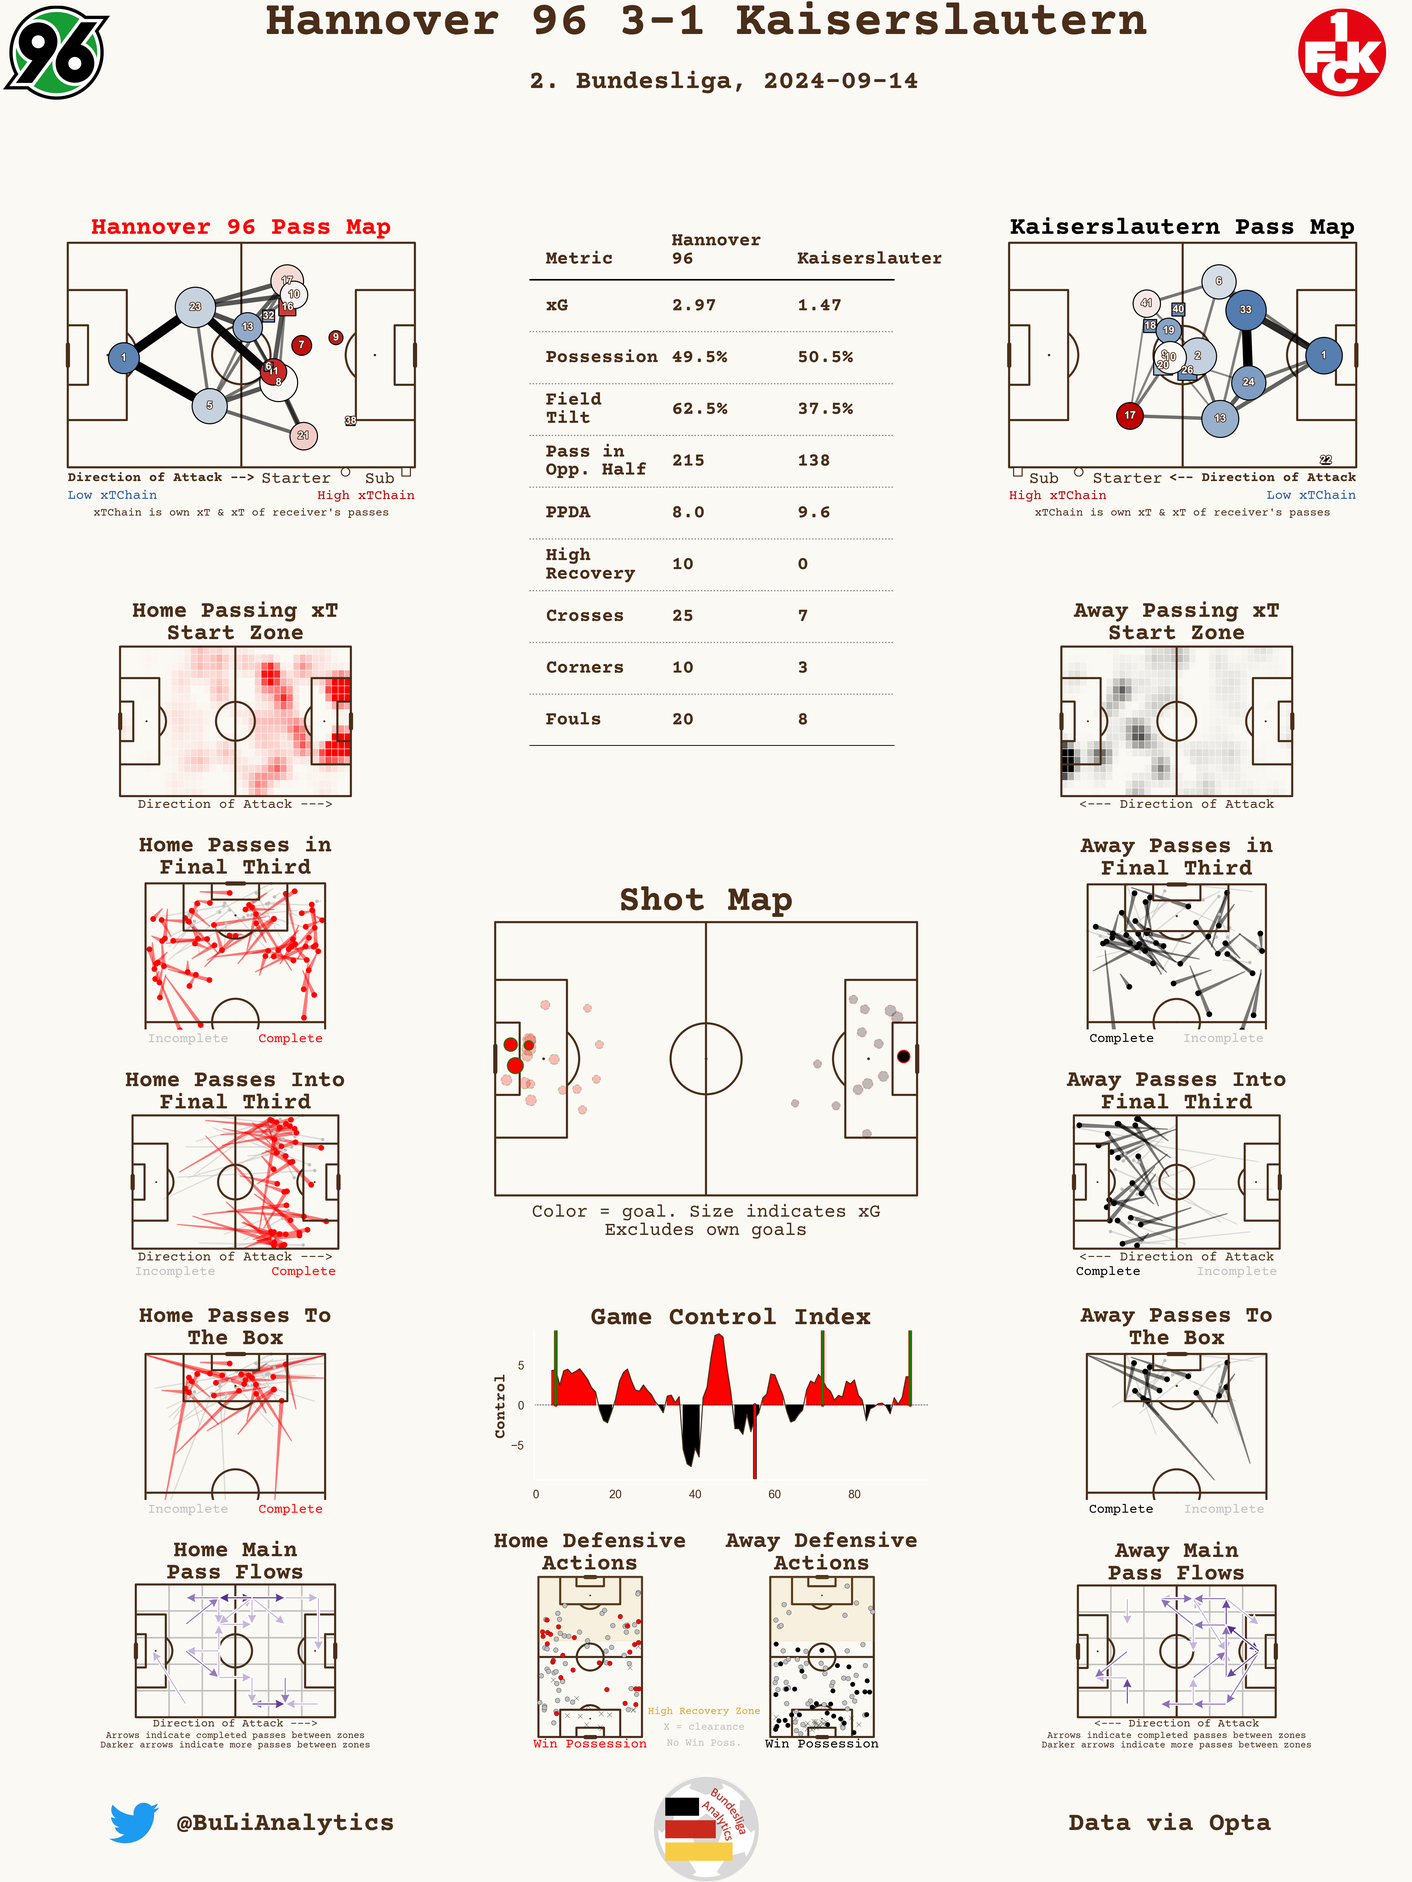 Hannover 96 3-1 Kaiserslautern
2. Bundesliga, 2024-09-14
96
1
FCK
Hannover 96 Pass Map
17
10
16
23
32
13
1
7
9
6
11
8
5
38
21
Direction of Attack --> Starter Sub
Low xTChain High xTChain
xTChain is own xT & xT of receiver's passes
Metric Hannover 96 Kaiserslauter
xG 2.97 1.47
Possession 49.5% 50.5%
Field Tilt 62.5% 37.5%
Pass in Opp. Half 215 138
PPDA 8.0 9.6
High Recovery 10 0
Crosses 25 7
Corners 10 3
Fouls 20 8
Kaiserslautern Pass Map
6
41
40
33
18
19
9
10
2
1
20
26
24
17
13
22
Sub Starter <-- Direction of Attack
High xTChain Low xTChain
xTChain is own xT & xT of receiver's passes
Home Passing xT
Start Zone
Direction of Attack --->
Away Passing xT
Start Zone
<--- Direction of Attack
Home Passes in
Final Third
Incomplete Complete
Away Passes in
Final Third
Complete Incomplete
Shot Map
Color = goal. Size indicates xG
Excludes own goals
Home Passes Into
Final Third
Direction of Attack --->
Incomplete Complete
Away Passes Into
Final Third
<--- Direction of Attack
Complete Incomplete
Home Passes To
The Box
Incomplete Complete
Game Control Index
Control
5
0
−5
0 20 40 60 80
Away Passes To
The Box
Complete Incomplete
Home Main
Pass Flows
Direction of Attack --->
Arrows indicate completed passes between zones
Darker arrows indicate more passes between zones
Home Defensive
Actions
Win Possession
High Recovery Zone
X = clearance
No Win Poss.
Away Defensive
Actions
Win Possession
Away Main
Pass Flows
<--- Direction of Attack
Arrows indicate completed passes between zones
Darker arrows indicate more passes between zones
@BuLiAnalytics
Bundesliga
Analytics
Data via Opta